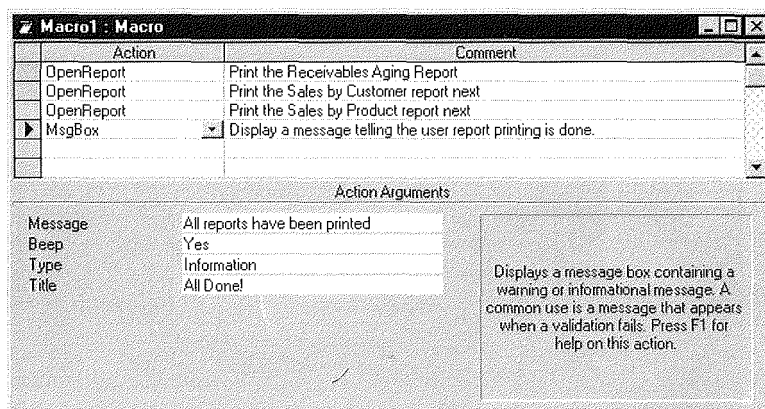 Macro1 : Macro
Action Comment
OpenReport Print the Receivables Aging Report
OpenReport Print the Sales by Customer report next
OpenReport Print the Sales by Product report next
MsgBox Display a message telling the user report printing is done.
Action Arguments
Message All reports have been printed
Beep Yes
Type Information
Title All Done!
Displays a message box containing a
warning or informational message. A
common use is a message that appears
when a validation fails. Press F1 for
help on this action.